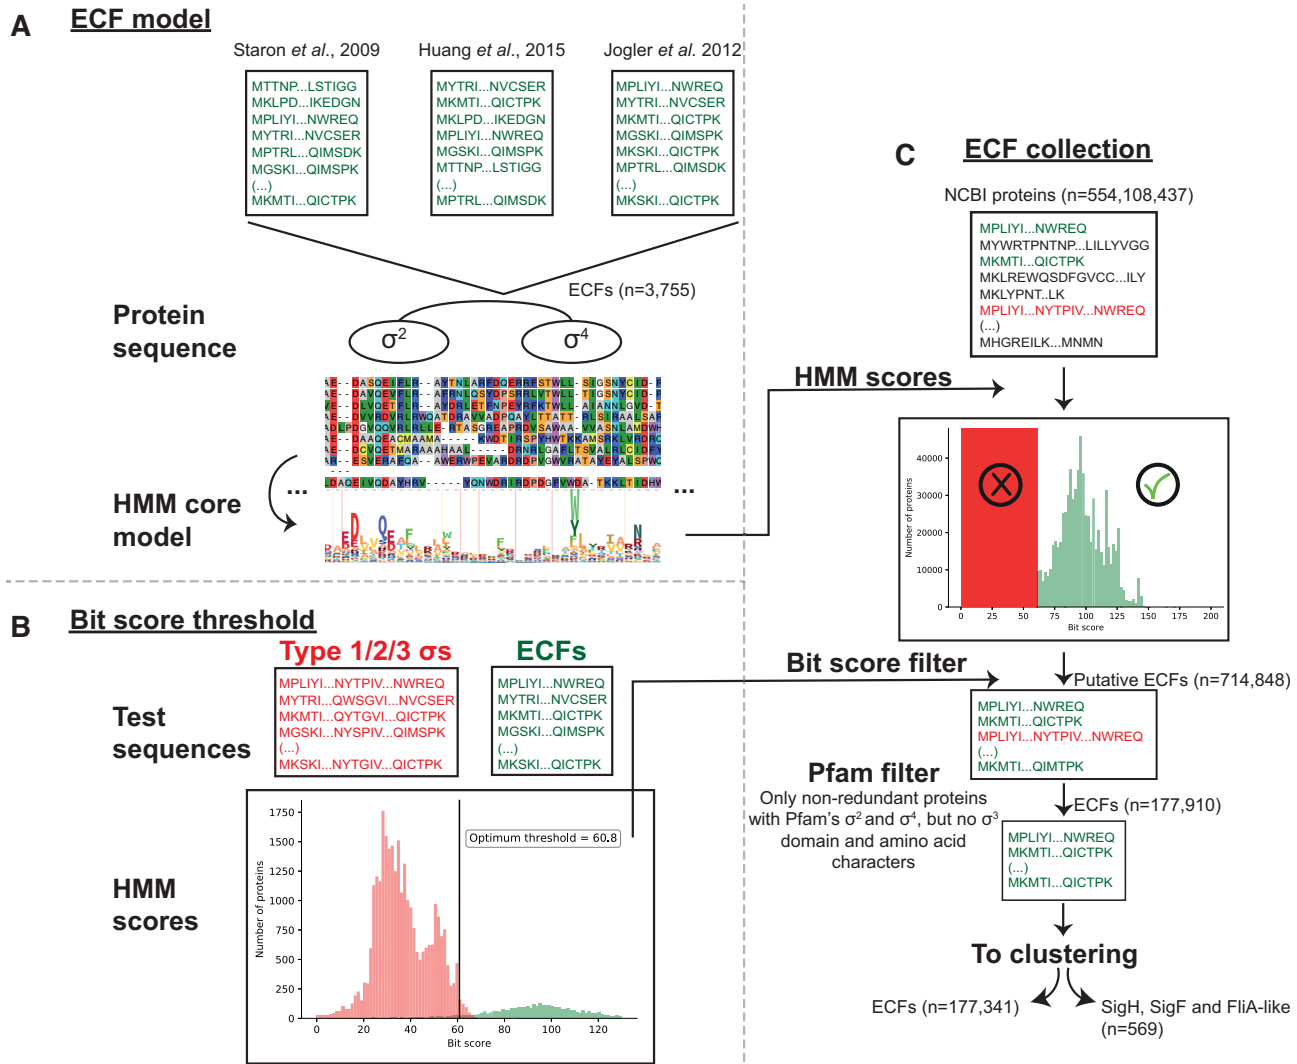 A
ECF model
Staron et al., 2009
MTTNP...LSTIGG
MKLPD...IKEDGN
MPLIYI...NWREQ
MYTRI...NVCSER
MPTRL...QIMSDK
MGSKI...QIMSPK
(...)
MKMTI...QICTPK
Huang et al., 2015
MYTRI...NVCSER
MKMTI...QICTPK
MKLPD...IKEDGN
MPLIYI...NWREQ
MGSKI...QIMSPK
MTTNP...LSTIGG
(...)
MPTRL...QIMSDK
Jogler et al. 2012
MPLIYI...NWREQ
MYTRI...NVCSER
MKMTI...QICTPK
MGSKI...QIMSPK
MKSKI...QICTPK
MPTRL...QIMSDK
(...)
MKSKI...QICTPK
ECFs (n=3,755)
Protein
sequence
σ2
σ4
HMM core
model
...
...
B
Bit score threshold
Type 1/2/3 σs
MPLIYI...NYTPIV...NWREQ
MYTRI...QWSGVI...NVCSER
MKMTI...QYTGVI...QICTPK
MGSKI...NYSPIV...QIMSPK
(...)
MKSKI...NYTGIV...QICTPK
ECFs
MPLIYI...NWREQ
MYTRI...NVCSER
MKMTI...QICTPK
MGSKI...QIMSPK
(...)
MKSKI...QICTPK
Test
sequences
HMM
scores
Number of proteins
1750
1500
1250
1000
750
500
250
0
Optimum threshold = 60.8
0 20 40 60 80 100 120
Bit score
C
ECF collection
NCBI proteins (n=554,108,437)
MPLIYI...NWREQ
MYWRTPNTNP...LILLYVGG
MKMTI...QICTPK
MKLREWQSDFGVCC...ILY
MKLYPNT..LK
MPLIYI...NYTPIV...NWREQ
(...)
MHGREILK...MNMN
HMM scores
Number of proteins
40000
30000
20000
10000
0
0 25 50 75 100 125 150 175 200
Bit score
Bit score filter
Putative ECFs (n=714,848)
MPLIYI...NWREQ
MKMTI...QICTPK
MPLIYI...NYTPIV...NWREQ
(...)
MKMTI...QIMTPK
Pfam filter
Only non-redundant proteins
with Pfam's σ2 and σ4, but no σ3
domain and amino acid
characters
ECFs (n=177,910)
MPLIYI...NWREQ
MKMTI...QICTPK
(...)
MKMTI...QICTPK
To clustering
ECFs (n=177,341)
SigH, SigF and FliA-like
(n=569)